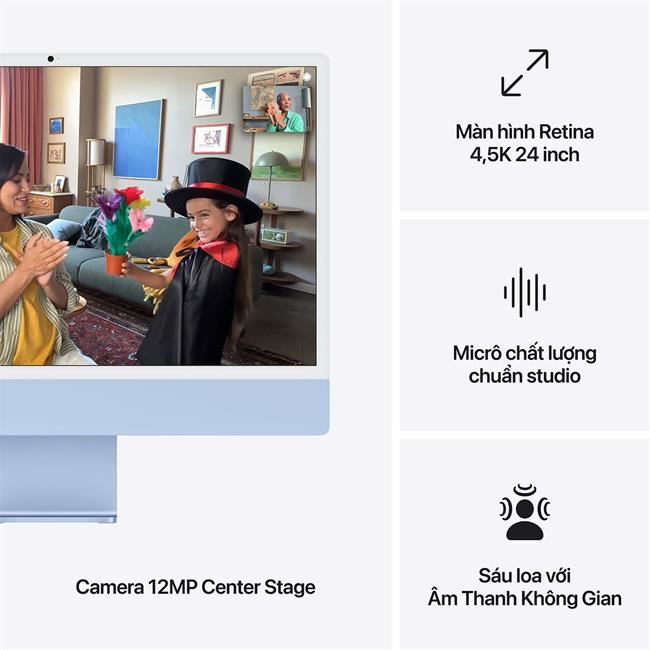 Camera 12MP Center Stage
Màn hình Retina
4,5K 24 inch
Micrô chất lượng
chuẩn studio
Sáu loa với
Âm Thanh Không Gian